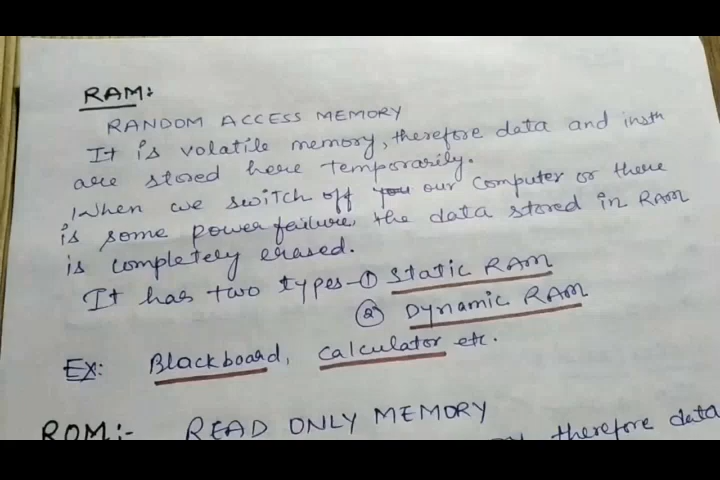 RAM:
RANDOM ACCESS MEMORY
It is volatile memory, therefore data and instn
are stored here temporarily.
When we switch off you our computer or there
is some power failure, the data stored in RAM
is completely erased.
It has two types-① Static RAM
② Dynamic RAM
Ex: Blackboard, Calculator etc.
ROM:- READ ONLY MEMORY
therefore data